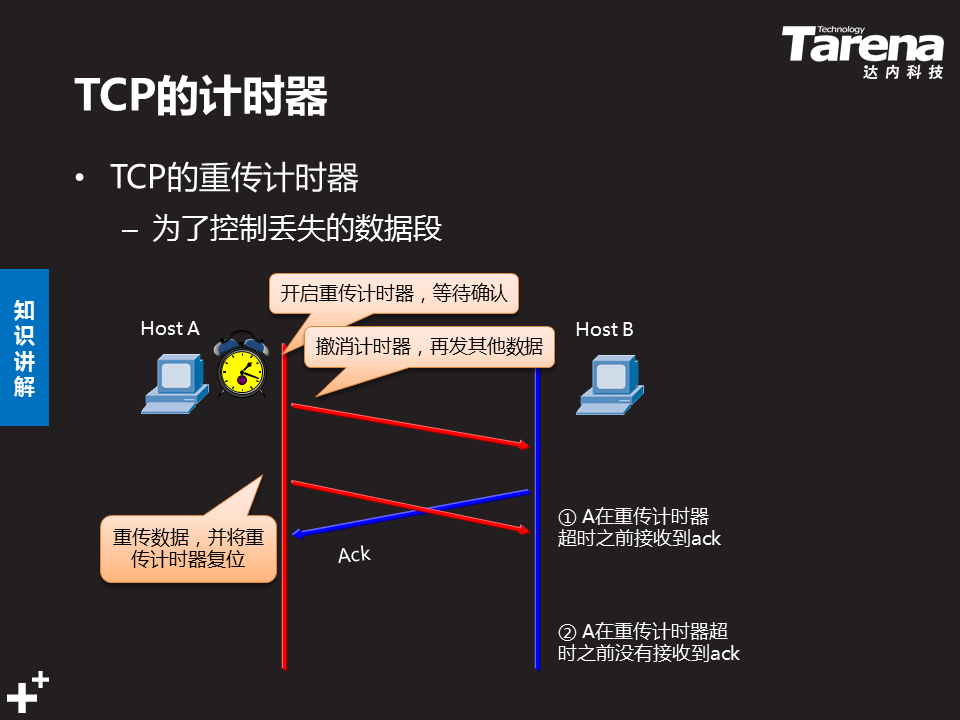 Technology
Tarena
达内科技
TCP的计时器
• TCP的重传计时器
– 为了控制丢失的数据段
知识讲解
开启重传计时器，等待确认
Host A
撤消计时器，再发其他数据
Host B
重传数据，并将重
传计时器复位
Ack
① A在重传计时器
超时之前接收到ack
② A在重传计时器超
时之前没有接收到ack